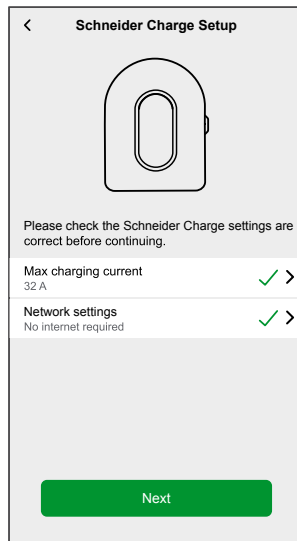 Schneider Charge Setup
Please check the Schneider Charge settings are
correct before continuing.
Max charging current
32 A
Network settings
No internet required
Next